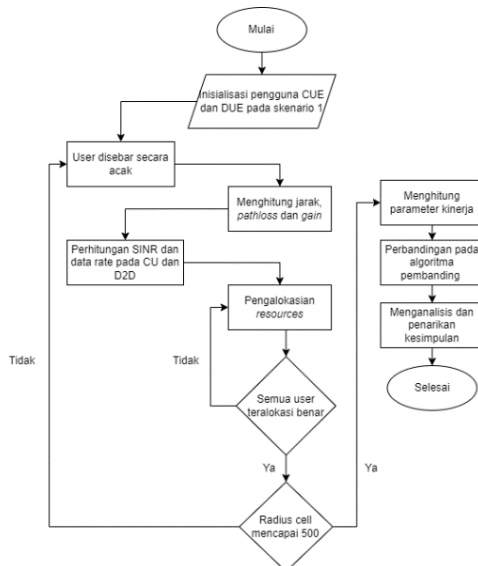 Mulai
Inisialisasi pengguna CUE
dan DUE pada skenario 1
User disebar secara
acak
Menghitung jarak,
pathloss dan gain
Perhitungan SINR dan
data rate pada CU dan
D2D
Pengalokasian
resources
Tidak
Tidak
Semua user
teralokasi benar
Ya
Radius cell
mencapai 500
Ya
Menghitung
parameter kinerja
Perbandingan pada
algoritma
pembanding
Menganalisis dan
penarikan
kesimpulan
Selesai